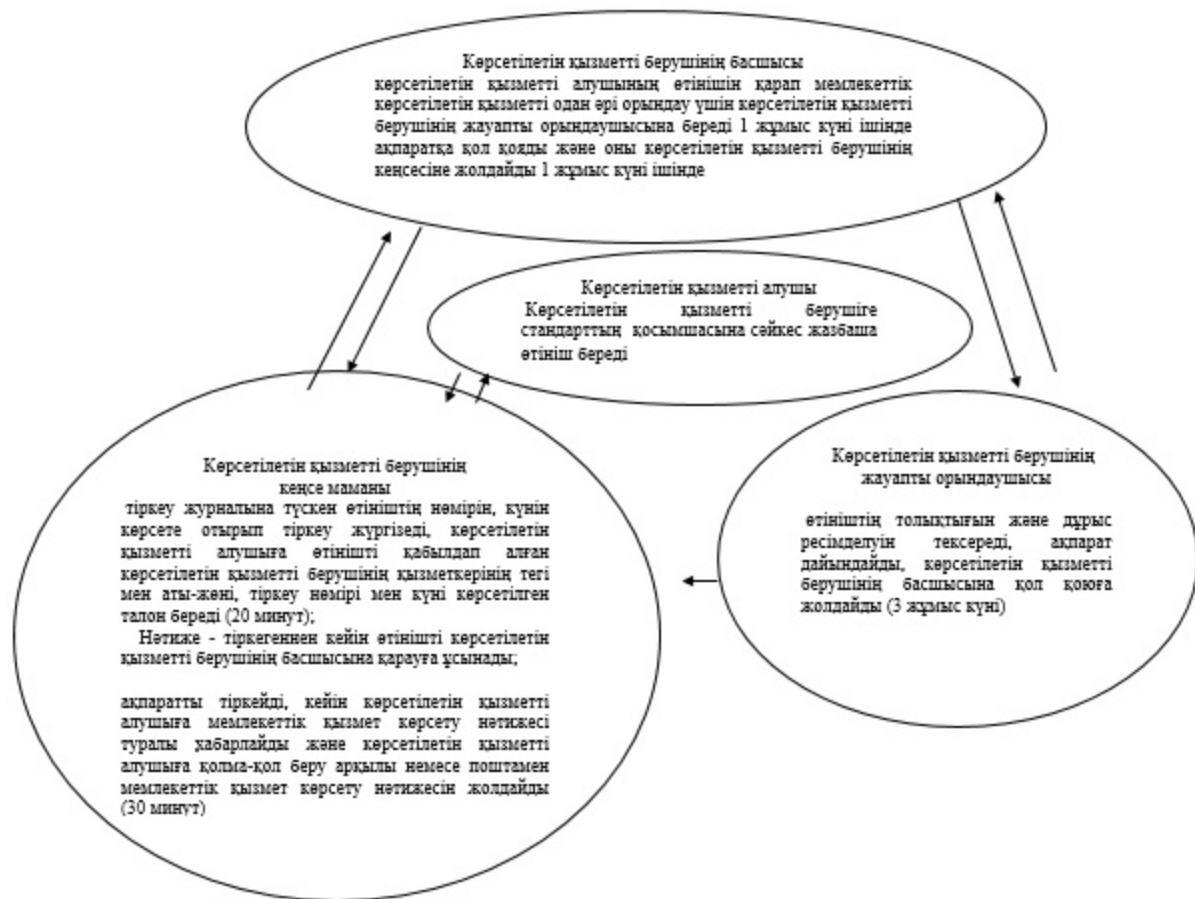 Көрсетілетін қызметті берушінің басшысы
көрсетілетін қызметті алушының өтінішін қарап мемлекеттік
көрсетілетін қызметті одан әрі орындау үшін көрсетілетін қызметті
берушінің жауапты орындаушысына береді 1 жұмыс күні ішінде
ақпаратқа қол қояды және оны көрсетілетін қызметті берушінің
кеңсесіне жолдайды 1 жұмыс күні ішінде
Көрсетілетін қызметті алушы
Көрсетілетін қызметті берушіге
стандарттың қосымшасына сәйкес жазбаша
өтініш береді
Көрсетілетін қызметті берушінің
кеңсе маманы
тіркеу журналына түскен өтініштің нөмірін, күнін
көрсете отырып тіркеу жүргізеді, көрсетілетін
қызметті алушыға өтінішті қабылдап алған
көрсетілетін қызметті берушінің қызметкерінің тегі
мен аты-жөні, тіркеу нөмірі мен күні көрсетілген
талон береді (20 минут);
Нәтиже - тіркегеннен кейін өтінішті көрсетілетін
қызметті берушінің басшысына қарауға ұсынады;
ақпаратты тіркейді, кейін көрсетілетін қызметті
алушыға мемлекеттік қызмет көрсету нәтижесі
туралы хабарлайды және көрсетілетін қызметті
алушыға қолма-қол беру арқылы немесе поштамен
мемлекеттік қызмет көрсету нәтижесін жолдайды
(30 минут)
Көрсетілетін қызметті берушінің
жауапты орындаушысы
өтініштің толықтығын және дұрыс
ресімделуін тексереді, ақпарат
дайындайды, көрсетілетін қызметті
берушінің басшысына қол қоюға
жолдайды (3 жұмыс күні)